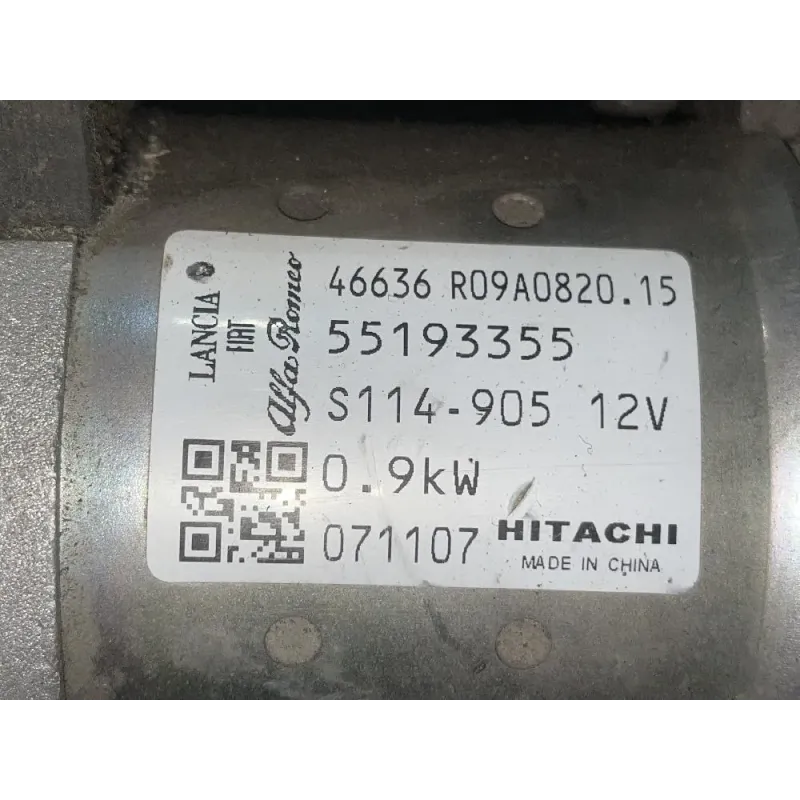 LANCIA
FIAT
Alfa Romeo
46636 R09A0820.15
55193355
S114-905 12V
0.9kW
071107 HITACHI
MADE IN CHINA